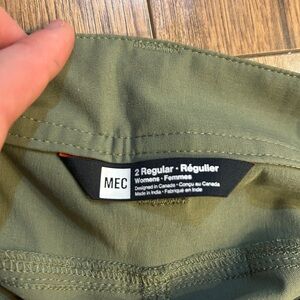 MEC
2 Regular · Régulier
Womens · Femmes
Designed in Canada · Conçu au Canada
Made in India · Fabriqué en Inde